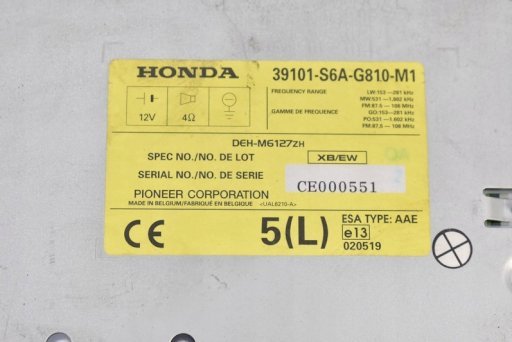 HONDA 39101-S6A-G810-M1
FREQUENCY RANGE LW:153—281 kHz
MW:531—1,602 kHz
FM:87.5 — 108 MHz
GAMME DE FREQUENCE GO:153—281 kHz
PO:531—1.602 kHz
FM:87,5 — 108 MHz
12V 4Ω
DEH-M6127ZH
SPEC NO./NO. DE LOT XB/EW
SERIAL NO./NO. DE SERIE CE000551
PIONEER CORPORATION
MADE IN BELGIUM/FABRIQUÉ EN BELGIQUE <UAL6210-A>
CE 5(L) ESA TYPE: AAE
e13
020519